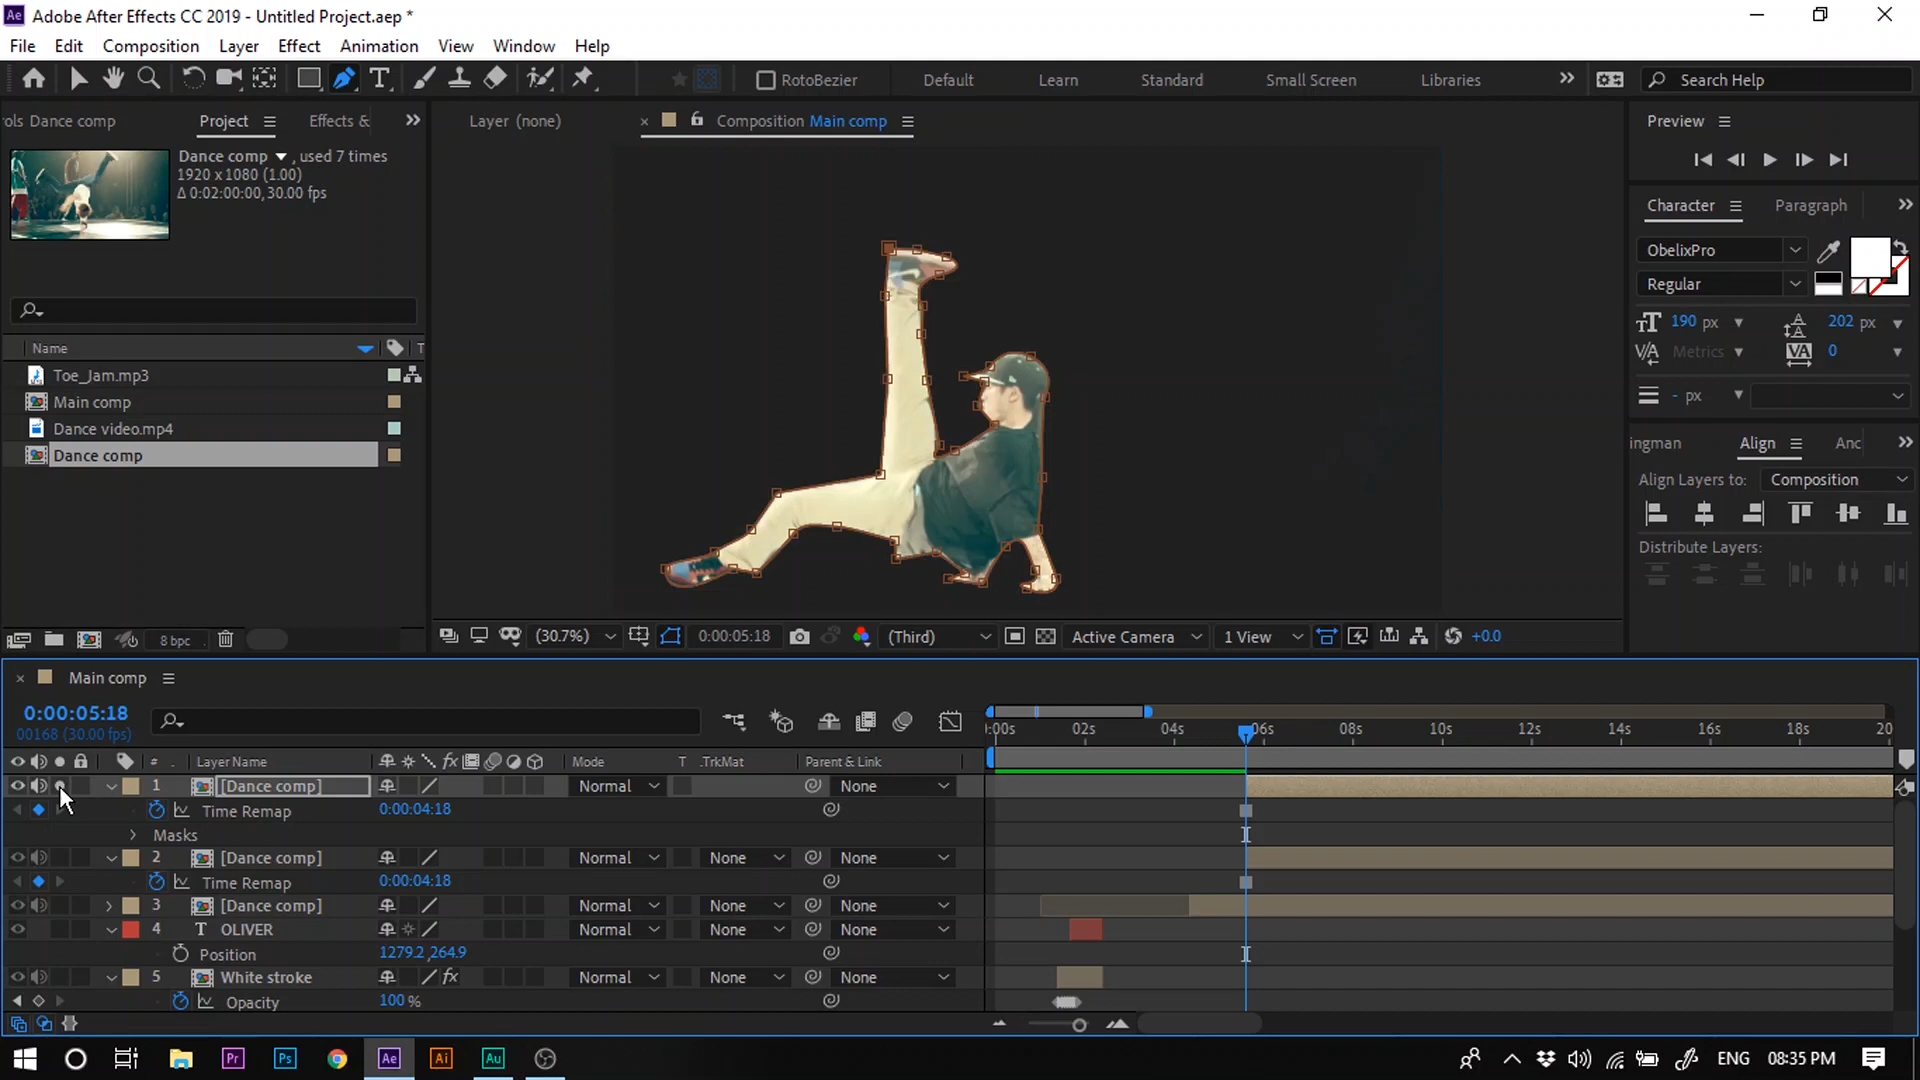 Adobe After Effects CC 2019 - Untitled Project.aep *
File Edit Composition Layer Effect Animation View Window Help
RotoBezier Default Learn Standard Small Screen Libraries Search Help
ols Dance comp Project Effects & Layer (none) Composition Main comp Preview
Dance comp , used 7 times
1920 x 1080 (1.00)
Δ 0:02:00:00, 30.00 fps
Character Paragraph
ObelixPro
Regular
190 px 202 px
Metrics 0
- px
Name T
Toe_Jam.mp3
Main comp
Dance video.mp4
Dance comp
ingman Align Anc
Align Layers to: Composition
Distribute Layers:
8 bpc (30.7%) 0:00:05:18 (Third) Active Camera 1 View +0.0
Main comp
0:00:05:18
00168 (30.00 fps)
:00s 02s 04s 06s 08s 10s 12s 14s 16s 18s 20
# . Layer Name fx Mode T .TrkMat Parent & Link
1 [Dance comp] Normal None
Time Remap 0:00:04:18
Masks
2 [Dance comp] Normal None None
Time Remap 0:00:04:18
3 [Dance comp] Normal None None
4 T OLIVER Normal None None
Position 1279.2,264.9
5 White stroke fx Normal None None
Opacity 100 %
Pr Ps Ae Ai Au ENG 08:35 PM